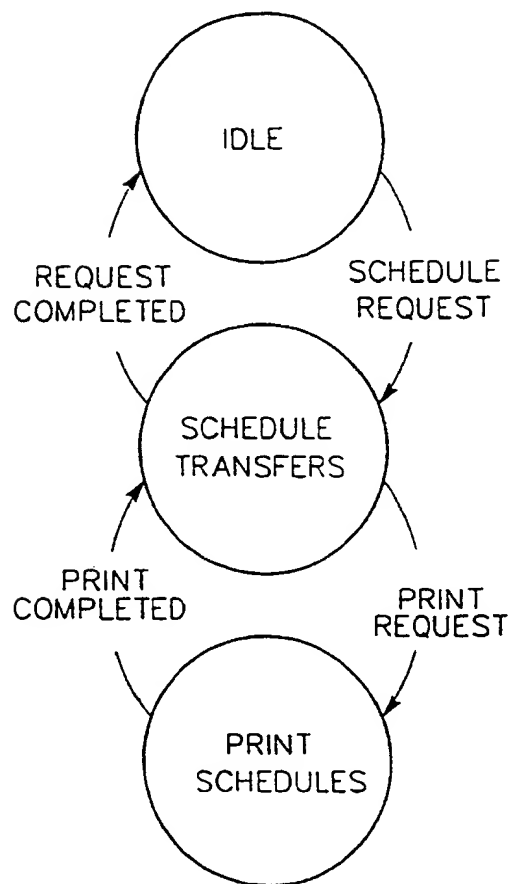 IDLE
REQUEST
COMPLETED
SCHEDULE
REQUEST
SCHEDULE
TRANSFERS
PRINT
COMPLETED
PRINT
REQUEST
PRINT
SCHEDULES